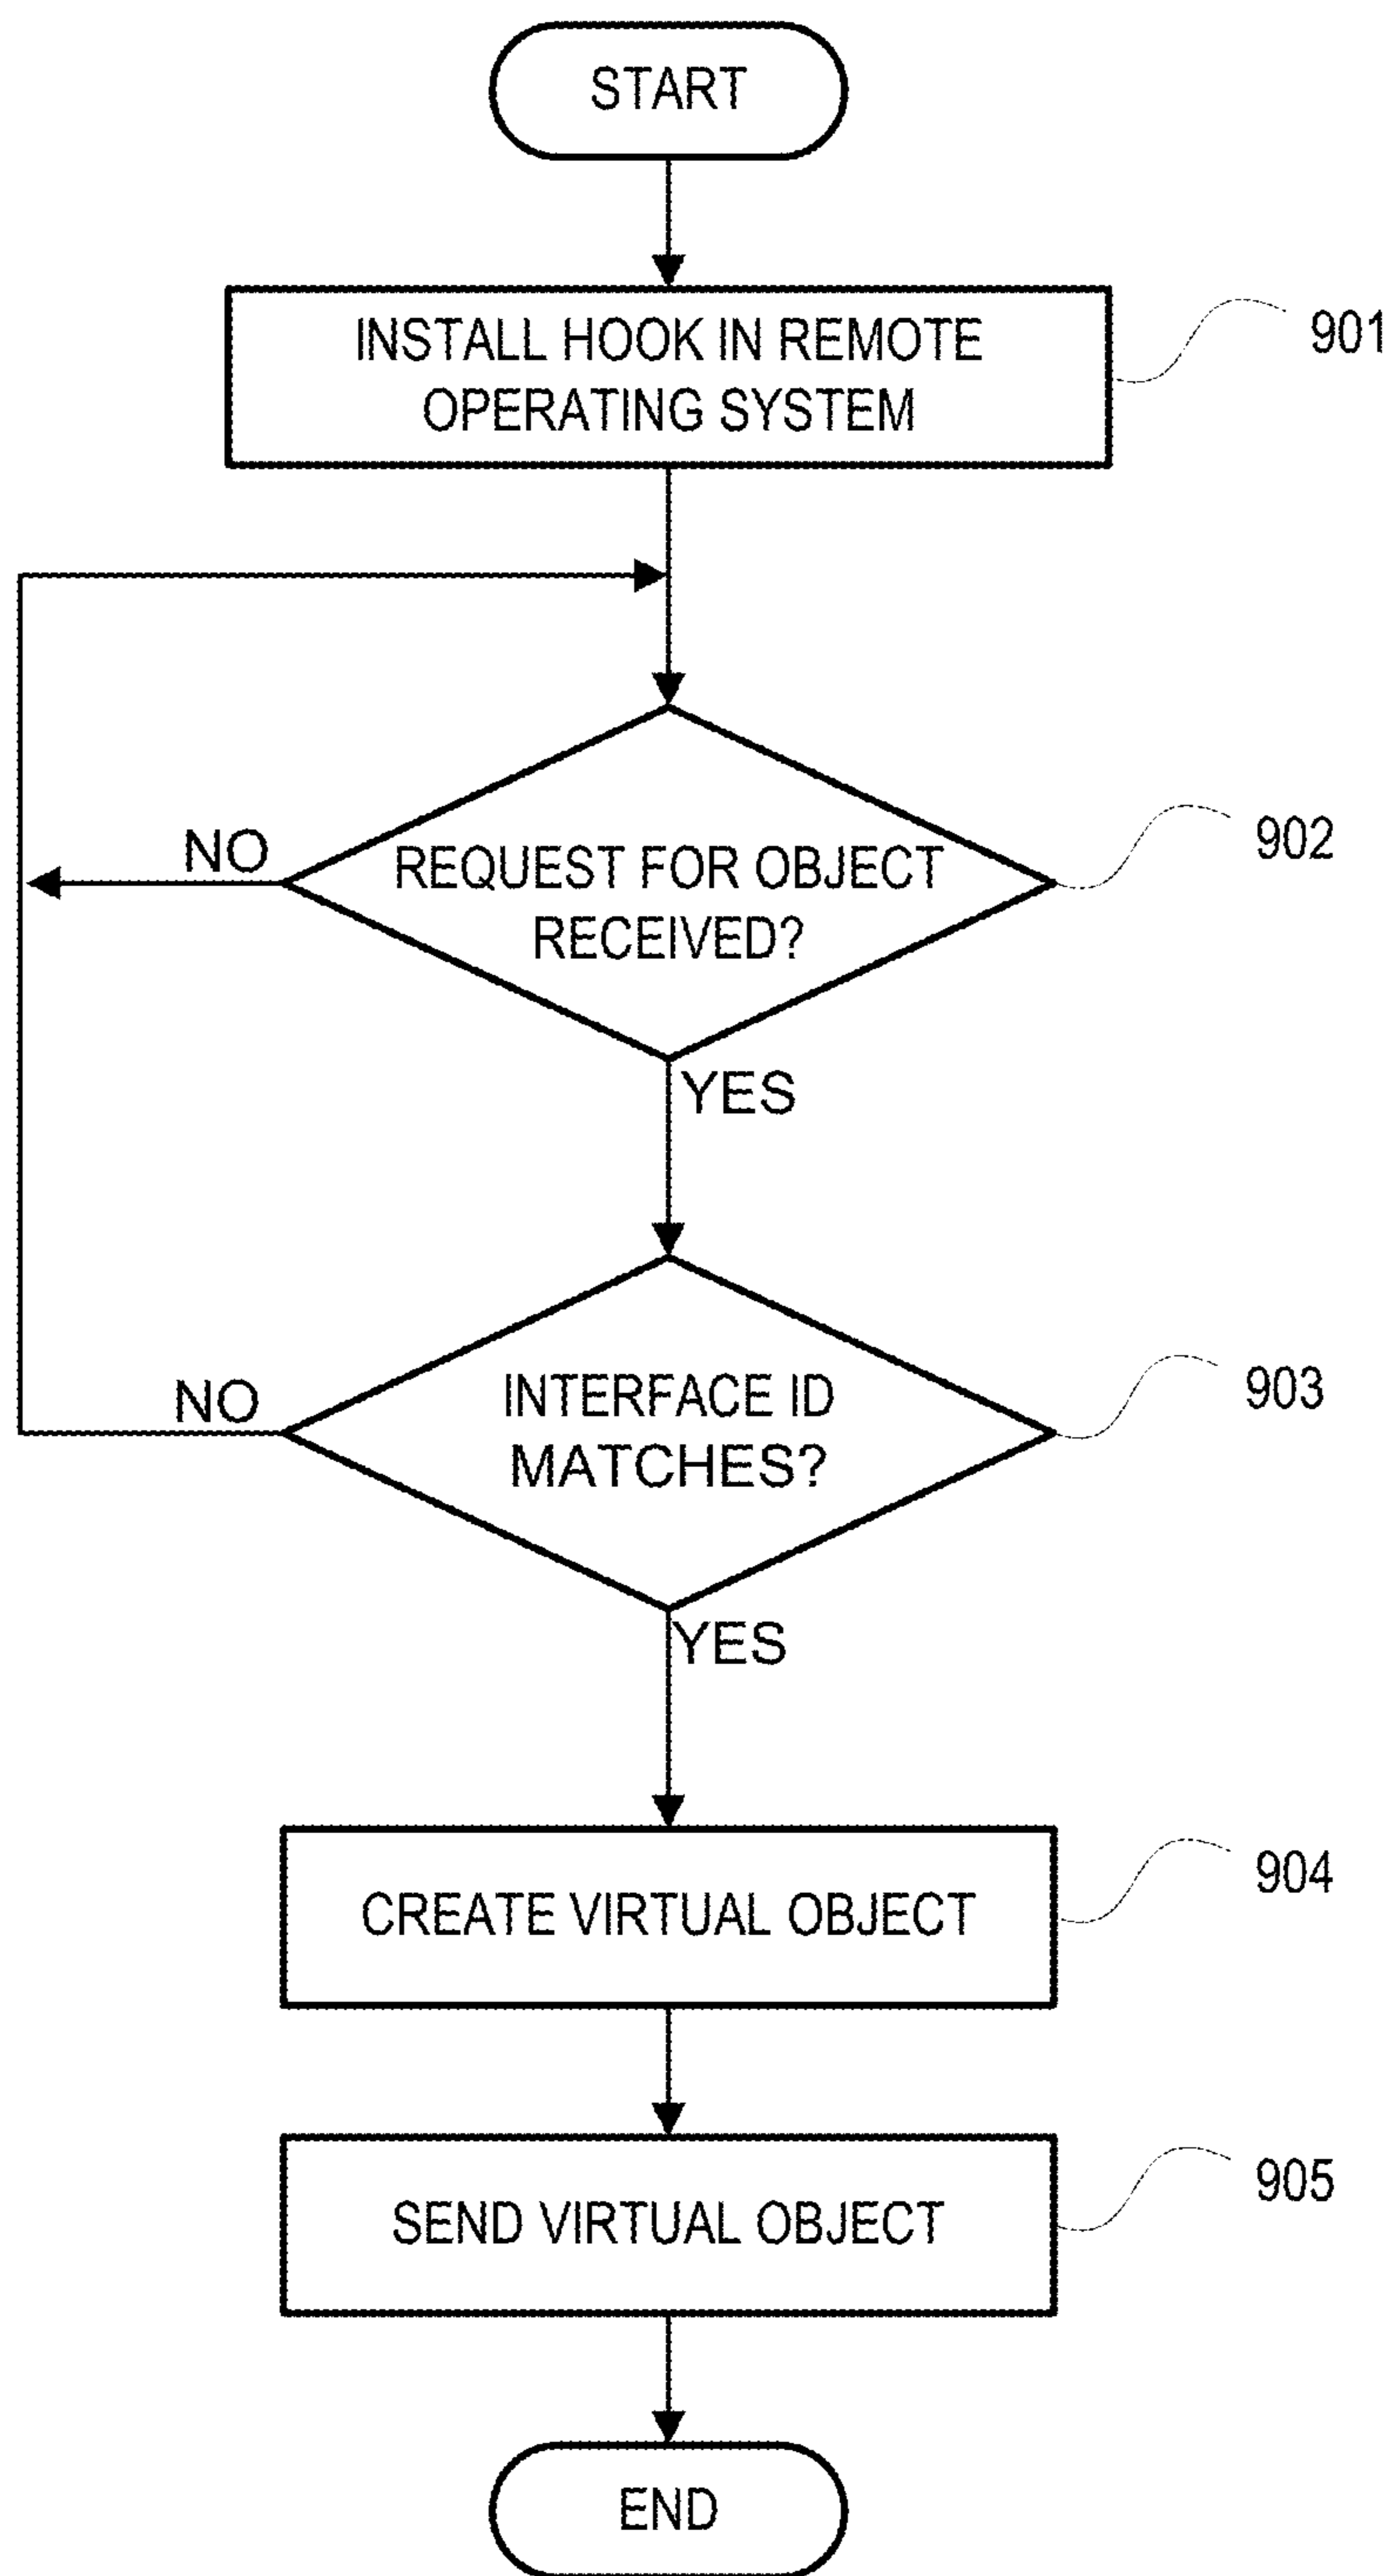 START
INSTALL HOOK IN REMOTE
OPERATING SYSTEM
901
REQUEST FOR OBJECT
RECEIVED?
902
NO
YES
INTERFACE ID
MATCHES?
903
NO
YES
CREATE VIRTUAL OBJECT
904
SEND VIRTUAL OBJECT
905
END